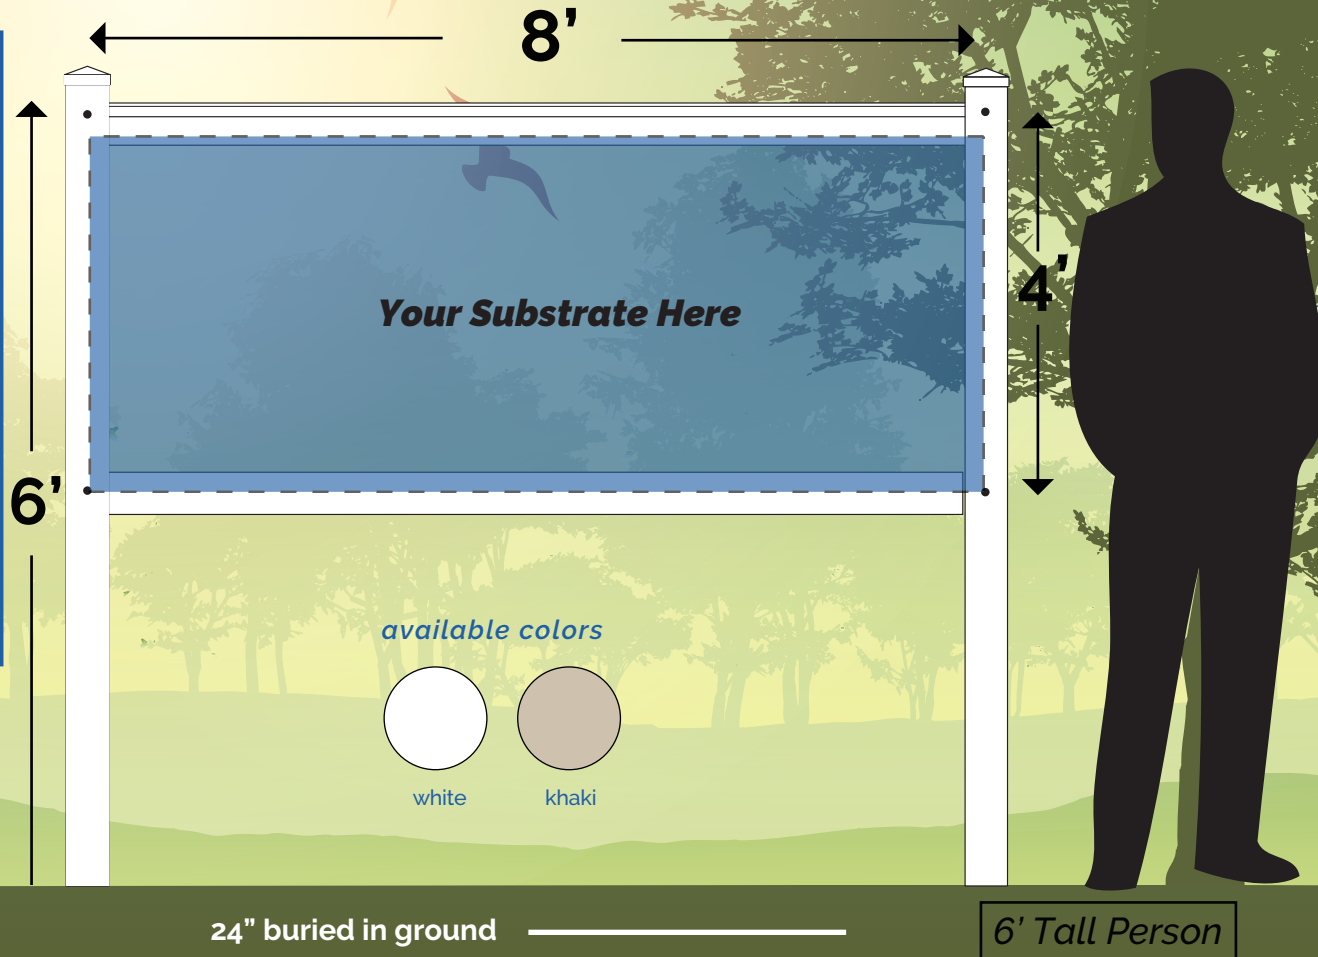 8’
Your Substrate Here
4’
6’
available colors
white
khaki
24” buried in ground
6’ Tall Person